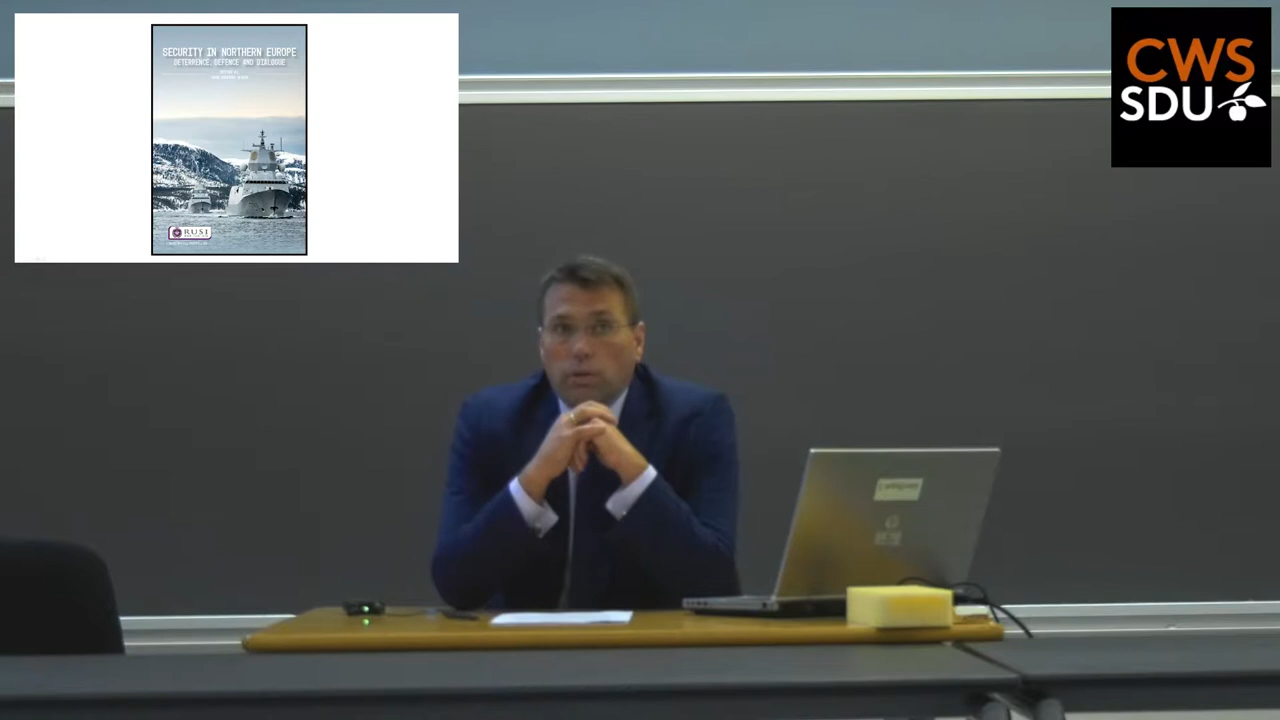 SECURITY IN NORTHERN EUROPE
DETERRENCE, DEFENCE AND DIALOGUE
RUSI
CWS
SDU